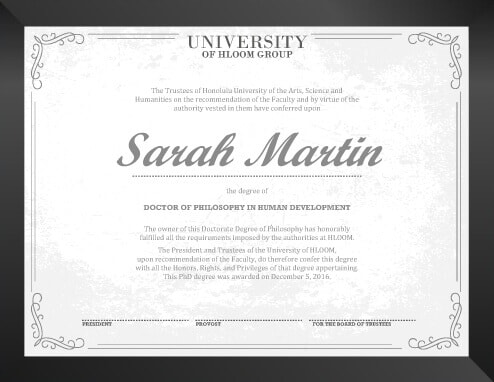 UNIVERSITY
OF HLOOM GROUP
The Trustees of Honolulu University of the Arts, Science and
Humanities on the recommendation of the Faculty and by virtue of the
authority vested in them have conferred upon
Sarah Martin
the degree of
DOCTOR OF PHILOSOPHY IN HUMAN DEVELOPMENT
The owner of this Doctorate Degree of Philosophy has honorably
fulfilled all the requirements imposed by the authorities at HLOOM.
The President and Trustees of the University of HLOOM,
upon recommendation of the Faculty, do therefore confer this degree
with all the Honors, Rights, and Privileges of that degree appertaining.
This PhD degree was awarded on December 5, 2016.
PRESIDENT PROVOST FOR THE BOARD OF TRUSTEES